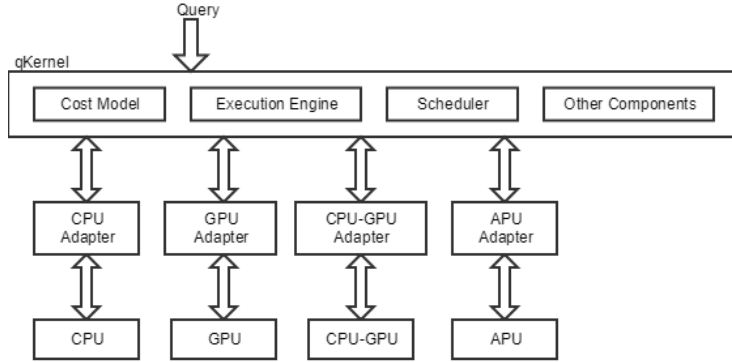 Query
qKernel
Cost Model
Execution Engine
Scheduler
Other Components
CPU
Adapter
GPU
Adapter
CPU-GPU
Adapter
APU
Adapter
CPU
GPU
CPU-GPU
APU